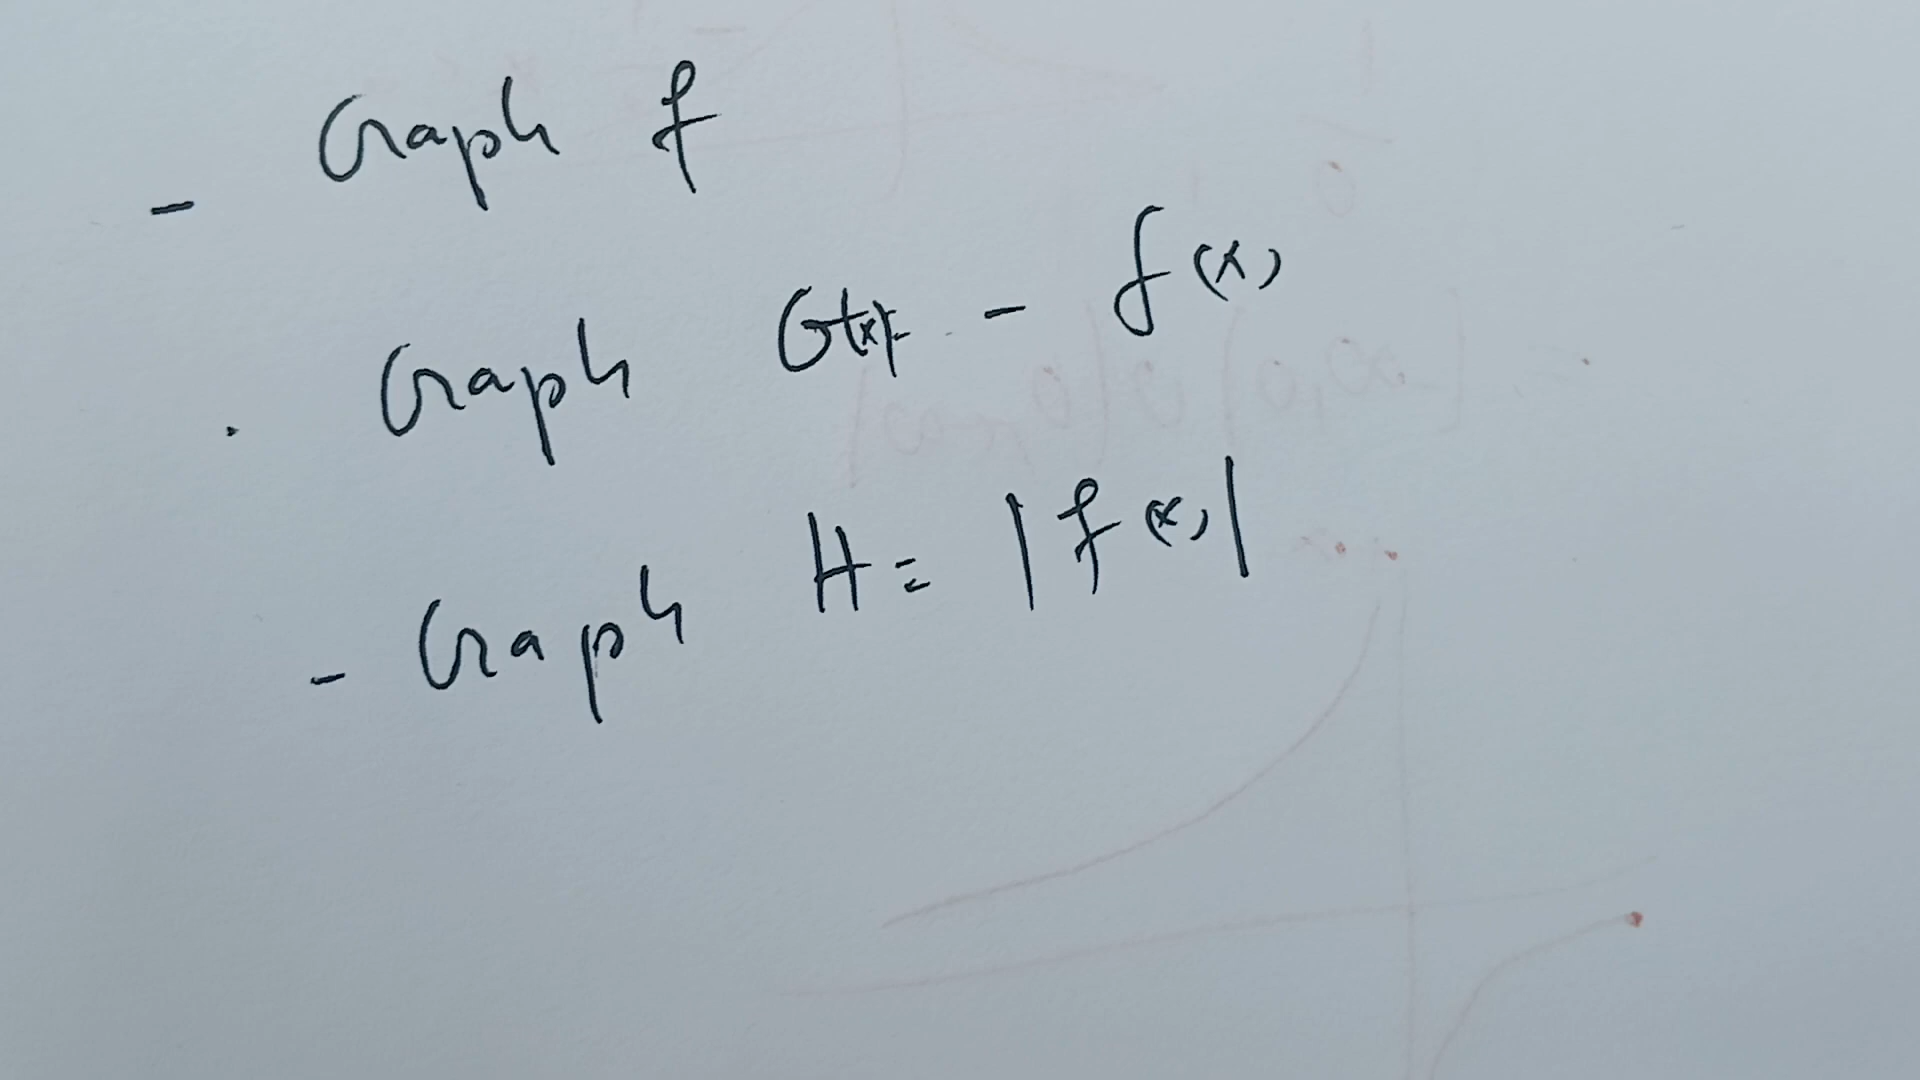 - Graph f
. Graph G(x)= - f(x)
- Graph H = |f(x)|